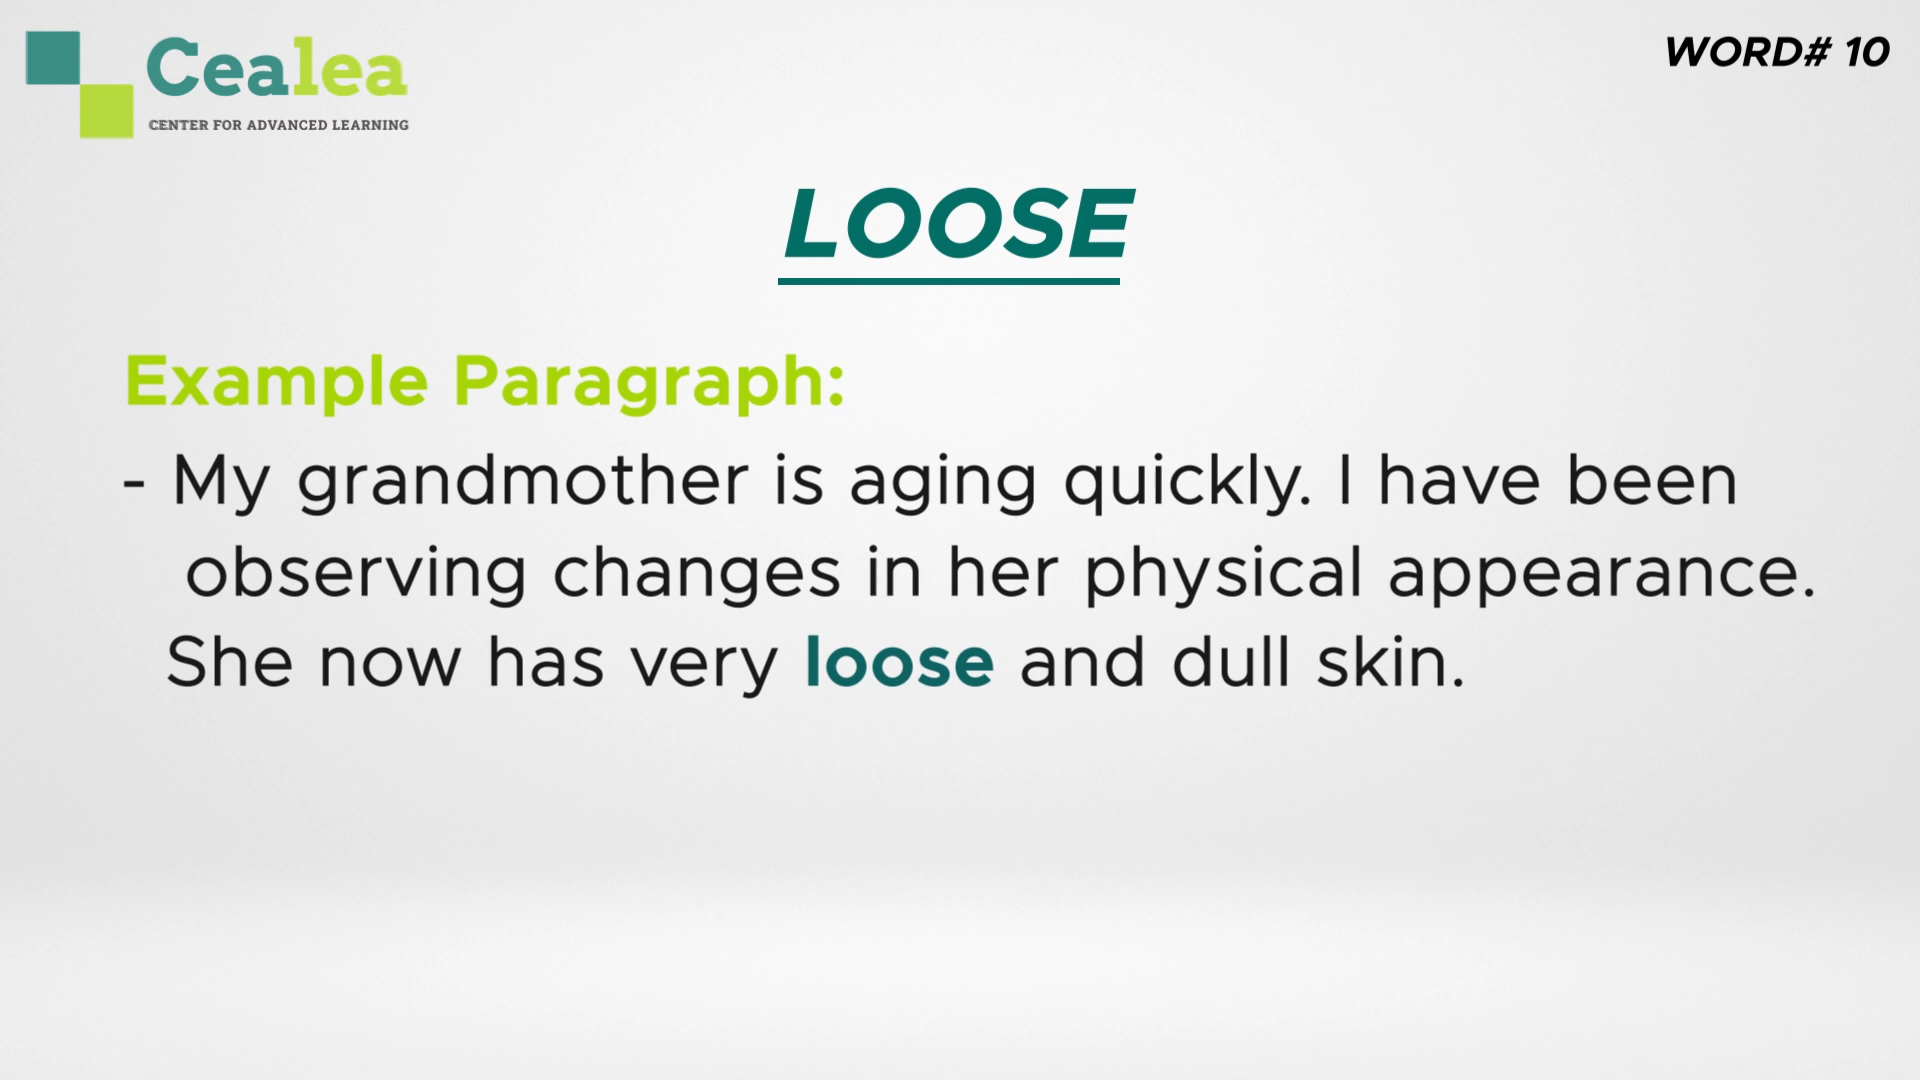 Cealea
CENTER FOR ADVANCED LEARNING
WORD# 10
LOOSE
Example Paragraph:
- My grandmother is aging quickly. I have been
observing changes in her physical appearance.
She now has very loose and dull skin.